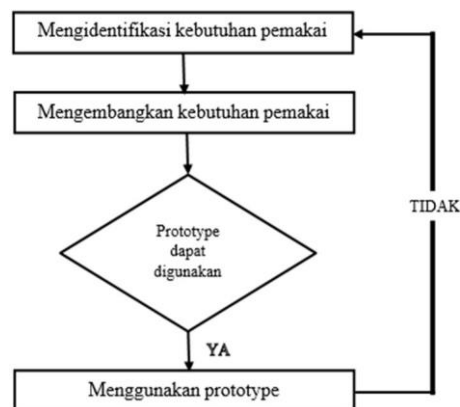 Mengidentifikasi kebutuhan pemakai
Mengembangkan kebutuhan pemakai
Prototype
dapat
digunakan
TIDAK
YA
Menggunakan prototype